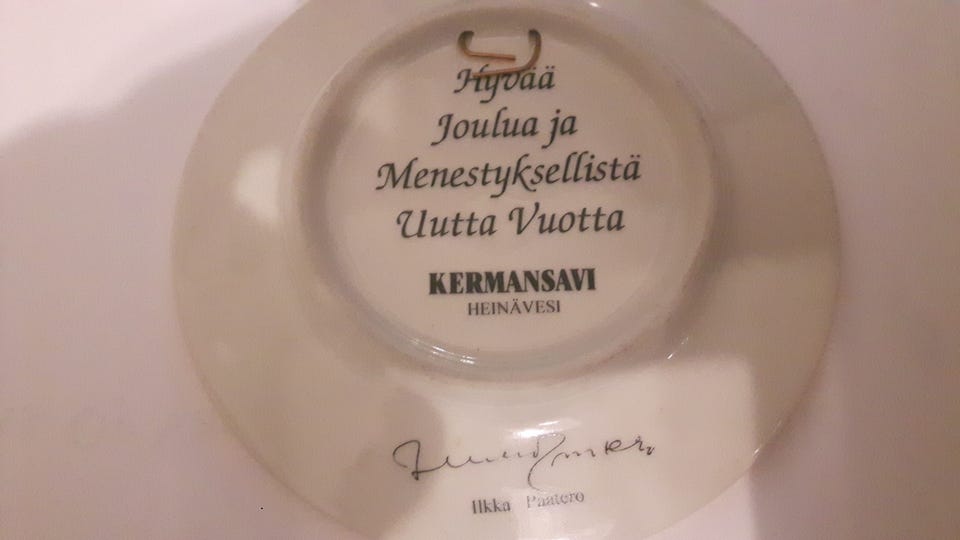 Hyvää
Joulua ja
Menestyksellistä
Uutta Vuotta
KERMANSAVI
HEINÄVESI
Ilkka Paatero